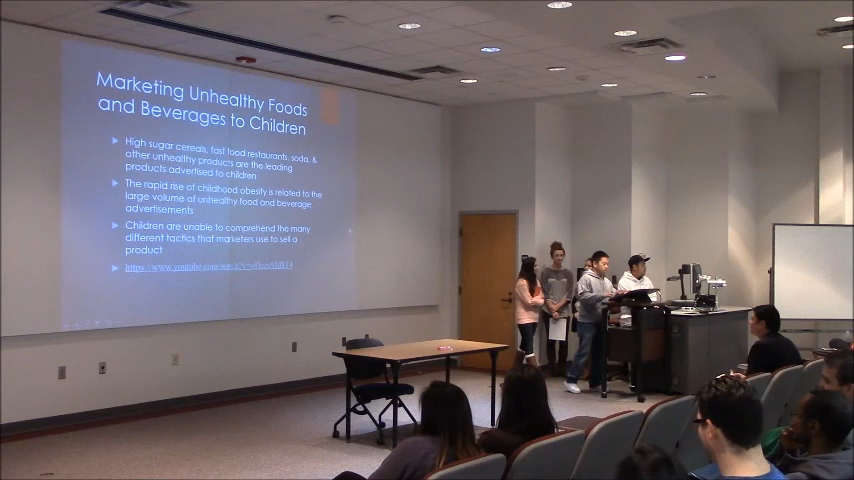 Marketing Unhealthy Foods
and Beverages to Children
High sugar cereals, fast food restaurants, soda, &
other unhealthy products are the leading
products advertised to children
The rapid rise of childhood obesity is related to the
large volume of unhealthy food and beverage
advertisements
Children are unable to comprehend the many
different tactics that marketers use to sell a
product